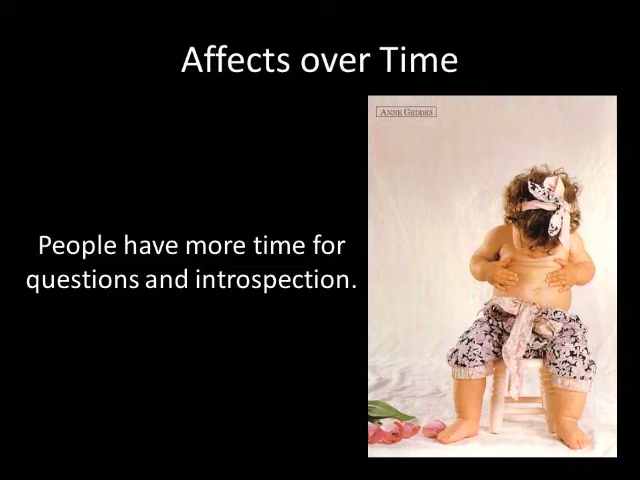 Affects over Time
ANNE GEDDES
People have more time for
questions and introspection.